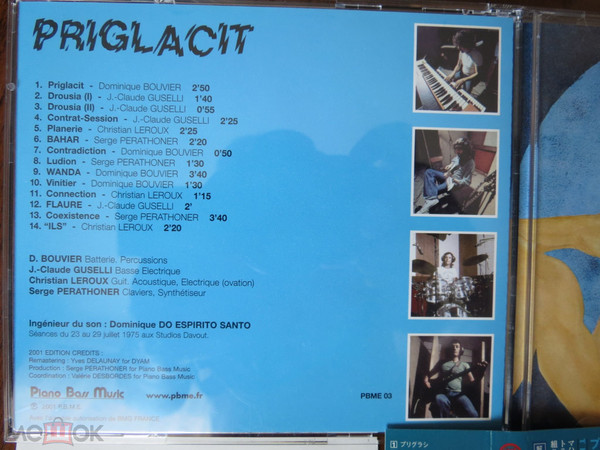 PRIGLACIT
1. Priglacit - Dominique BOUVIER 2'50
2. Drousia (I) - J.-Claude GUSELLI 1'40
3. Drousia (II) - J.-Claude GUSELLI 0'55
4. Contrat-Session - J.-Claude GUSELLI 2'25
5. Planerie - Christian LEROUX 2'25
6. BAHAR - Serge PERATHONER 2'20
7. Contradiction - Dominique BOUVIER 0'50
8. Ludion - Serge PERATHONER 1'30
9. WANDA - Dominique BOUVIER 3'40
10. Vinitier - Dominique BOUVIER 1'30
11. Connection - Christian LEROUX 1'15
12. FLAURE - J.-Claude GUSELLI 2'
13. Coexistence - Serge PERATHONER 3'40
14. "ILS" - Christian LEROUX 2'20
D. BOUVIER Batterie, Percussions
J.-Claude GUSELLI Basse Electrique
Christian LEROUX Guit. Acoustique, Electrique (ovation)
Serge PERATHONER Claviers, Synthétiseur
Ingénieur du son : Dominique DO ESPIRITO SANTO
Séances du 23 au 29 juillet 1975 aux Studios Davout.
2001 EDITION CREDITS :
Remastering : Yves DELAUNAY for DYAM
Production : Serge PERATHONER for Piano Bass Music
Coordination : Valérie DESBORDES for Piano Bass Music
Piano Bass Music www.pbme.fr PBME 03
МешОК
1 プリグラシ